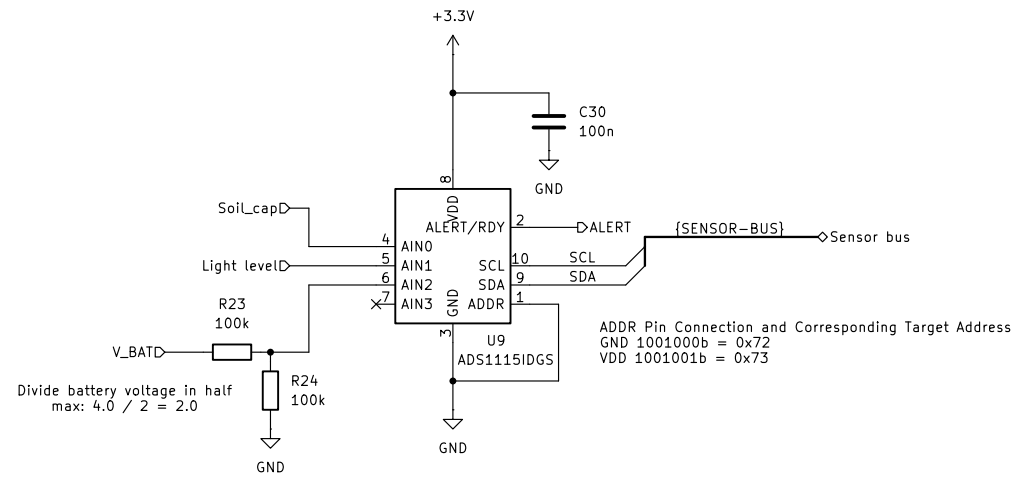 +3.3V
C30
100n
GND
8
VDD
Soil_cap
ALERT/RDY
2
ALERT
{SENSOR-BUS}
Sensor bus
4
AIN0
Light level
5
AIN1
SCL
10
SCL
6
AIN2
SDA
9
SDA
7
AIN3
GND
ADDR
1
R23
100k
3
U9
ADS1115IDGS
ADDR Pin Connection and Corresponding Target Address
GND 1001000b = 0x72
VDD 1001001b = 0x73
V_BAT
R24
100k
Divide battery voltage in half
max: 4.0 / 2 = 2.0
GND
GND